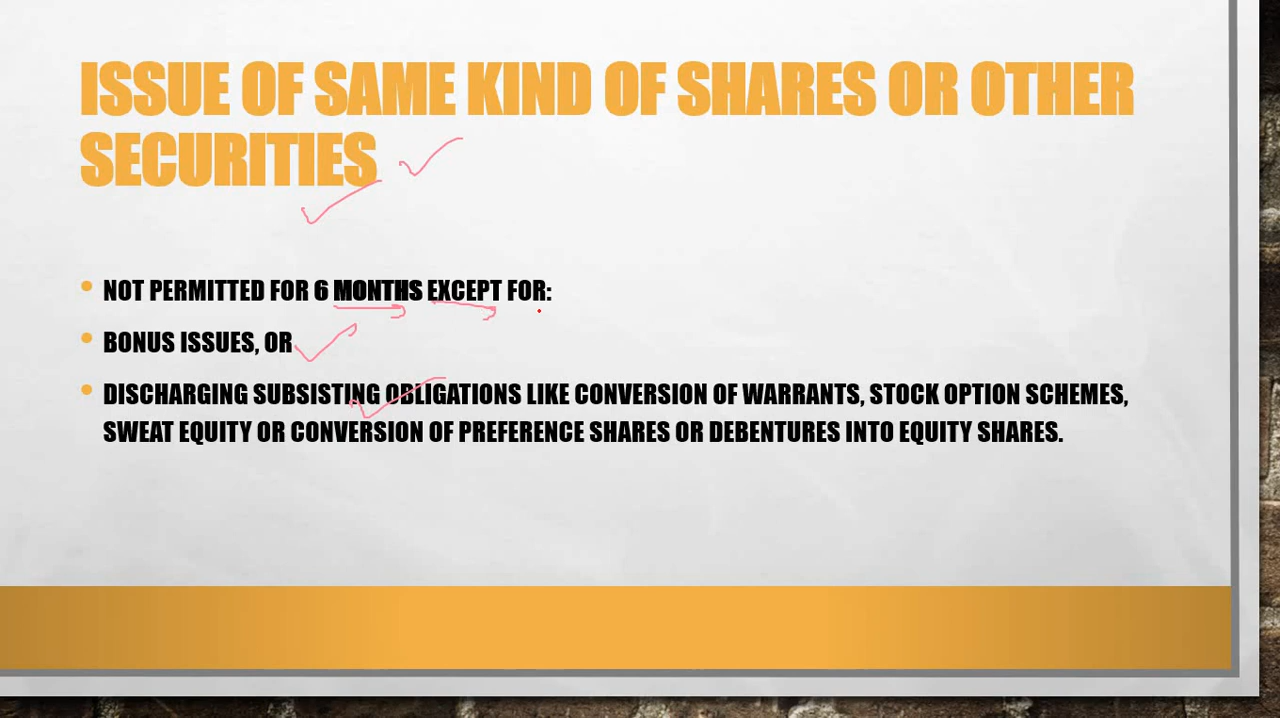 ISSUE OF SAME KIND OF SHARES OR OTHER
SECURITIES
• NOT PERMITTED FOR 6 MONTHS EXCEPT FOR:
• BONUS ISSUES, OR
• DISCHARGING SUBSISTING OBLIGATIONS LIKE CONVERSION OF WARRANTS, STOCK OPTION SCHEMES,
SWEAT EQUITY OR CONVERSION OF PREFERENCE SHARES OR DEBENTURES INTO EQUITY SHARES.